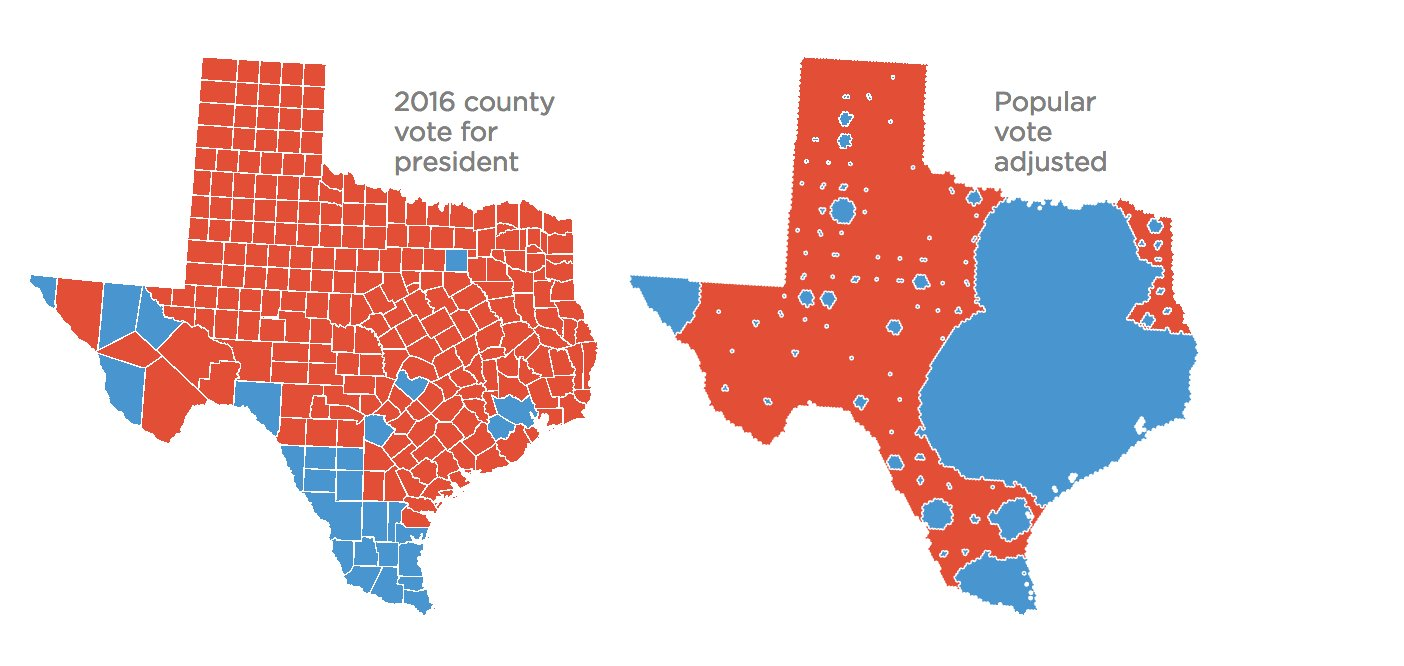 2016 county
vote for
president
Popular
vote
adjusted